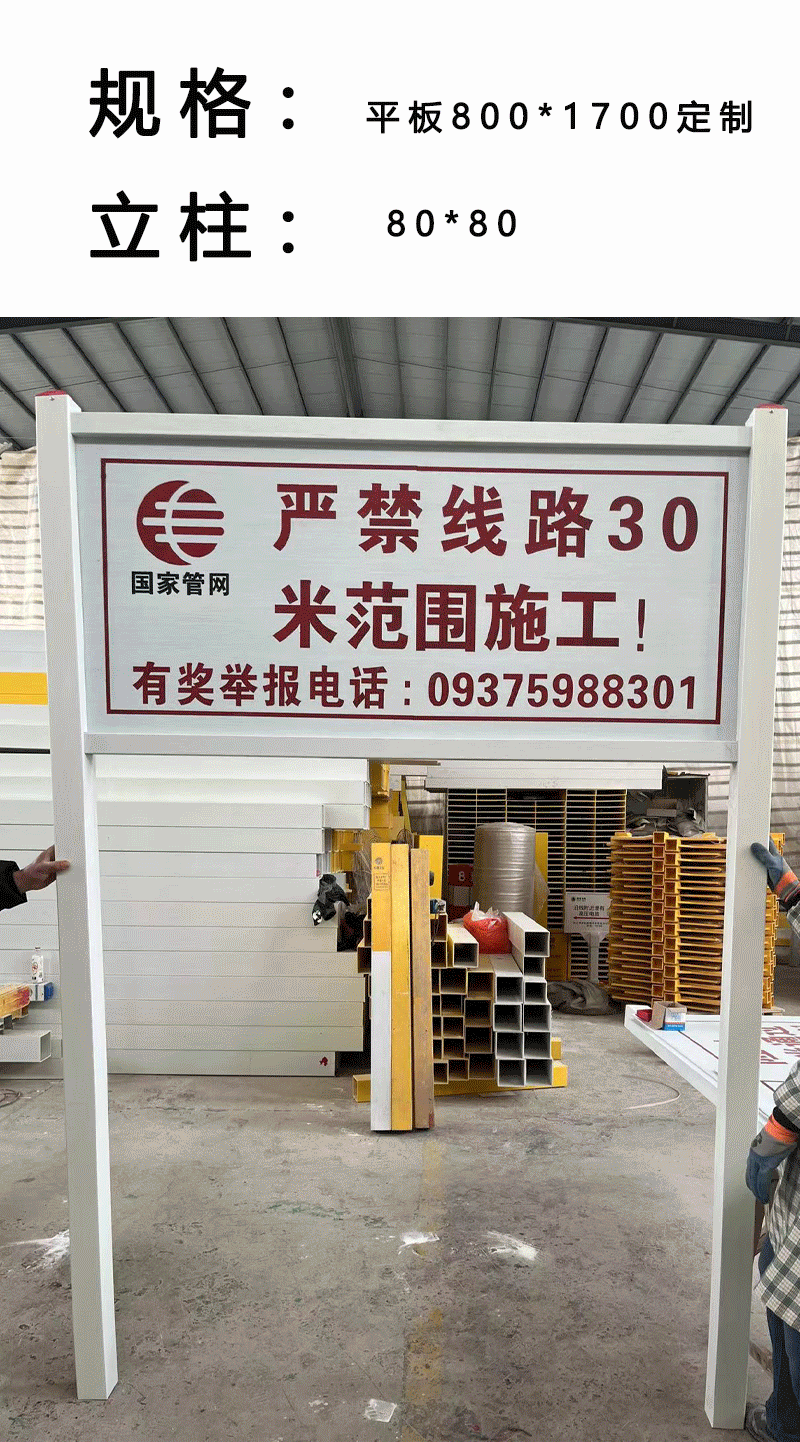 规格： 平板800*1700定制
立柱： 80*80
国家管网
严禁线路30
米范围施工！
有奖举报电话：09375988301
8